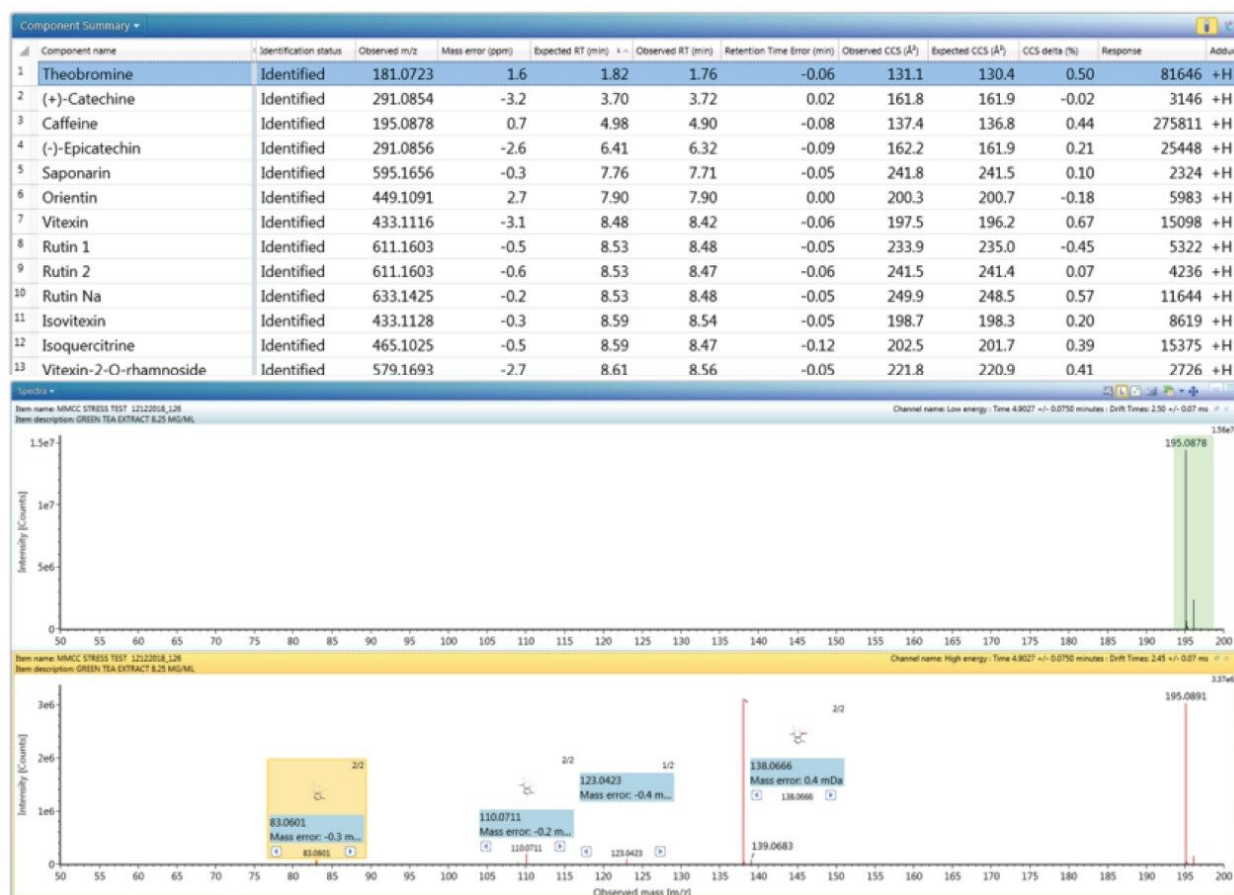 Component Summary
Component name Identification status Observed m/z Mass error (ppm) Expected RT (min) 1 Observed RT (min) Retention Time Error (min) Observed CCS (Å²) Expected CCS (Å²) CCS delta (%) Response Addu
1 Theobromine Identified 181.0723 1.6 1.82 1.76 -0.06 131.1 130.4 0.50 81646 +H
2 (+)-Catechine Identified 291.0854 -3.2 3.70 3.72 0.02 161.8 161.9 -0.02 3146 +H
3 Caffeine Identified 195.0878 0.7 4.98 4.90 -0.08 137.4 136.8 0.44 275811 +H
4 (-)-Epicatechin Identified 291.0856 -2.6 6.41 6.32 -0.09 162.2 161.9 0.21 25448 +H
5 Saponarin Identified 595.1656 -0.3 7.76 7.71 -0.05 241.8 241.5 0.10 2324 +H
6 Orientin Identified 449.1091 2.7 7.90 7.90 0.00 200.3 200.7 -0.18 5983 +H
7 Vitexin Identified 433.1116 -3.1 8.48 8.42 -0.06 197.5 196.2 0.67 15098 +H
8 Rutin 1 Identified 611.1603 -0.5 8.53 8.48 -0.05 233.9 235.0 -0.45 5322 +H
9 Rutin 2 Identified 611.1603 -0.6 8.53 8.47 -0.06 241.5 241.4 0.07 4236 +H
10 Rutin Na Identified 633.1425 -0.2 8.53 8.48 -0.05 249.9 248.5 0.57 11644 +H
11 Isovitexin Identified 433.1128 -0.3 8.59 8.54 -0.05 198.7 198.3 0.20 8619 +H
12 Isoquercitrine Identified 465.1025 -0.5 8.59 8.47 -0.12 202.5 201.7 0.39 15375 +H
13 Vitexin-2-O-rhamnoside Identified 579.1693 -2.7 8.61 8.56 -0.05 221.8 220.9 0.41 2726 +H
Spectra
Item name: MMCC STRESS TEST 12122018_126 Channel name: Low energy : Time 4.9027 +/- 0.0750 minutes : Drift Times: 2.50 +/- 0.07 ms
Item description: GREEN TEA EXTRACT 8.25 MG/ML
1.56e7
1.5e7
195.0878
1e7
5e6
0
Intensity [Counts]
50 55 60 65 70 75 80 85 90 95 100 105 110 115 120 125 130 135 140 145 150 155 160 165 170 175 180 185 190 195 200
Item name: MMCC STRESS TEST 12122018_126 Channel name: High energy : Time 4.9027 +/- 0.0750 minutes : Drift Times: 2.45 +/- 0.07 ms
Item description: GREEN TEA EXTRACT 8.25 MG/ML
3.37e6
3e6
2e6
1e6
0
Intensity [Counts]
195.0891
2/2
138.0666
Mass error: 0.4 mDa
138.0666
139.0683
2/2
83.0601
Mass error: -0.3 m...
83.0601
2/2
110.0711
Mass error: -0.2 m...
110.0711
1/2
123.0423
Mass error: -0.4 m...
123.0423
50 55 60 65 70 75 80 85 90 95 100 105 110 115 120 125 130 135 140 145 150 155 160 165 170 175 180 185 190 195 200
Observed mass [m/z]